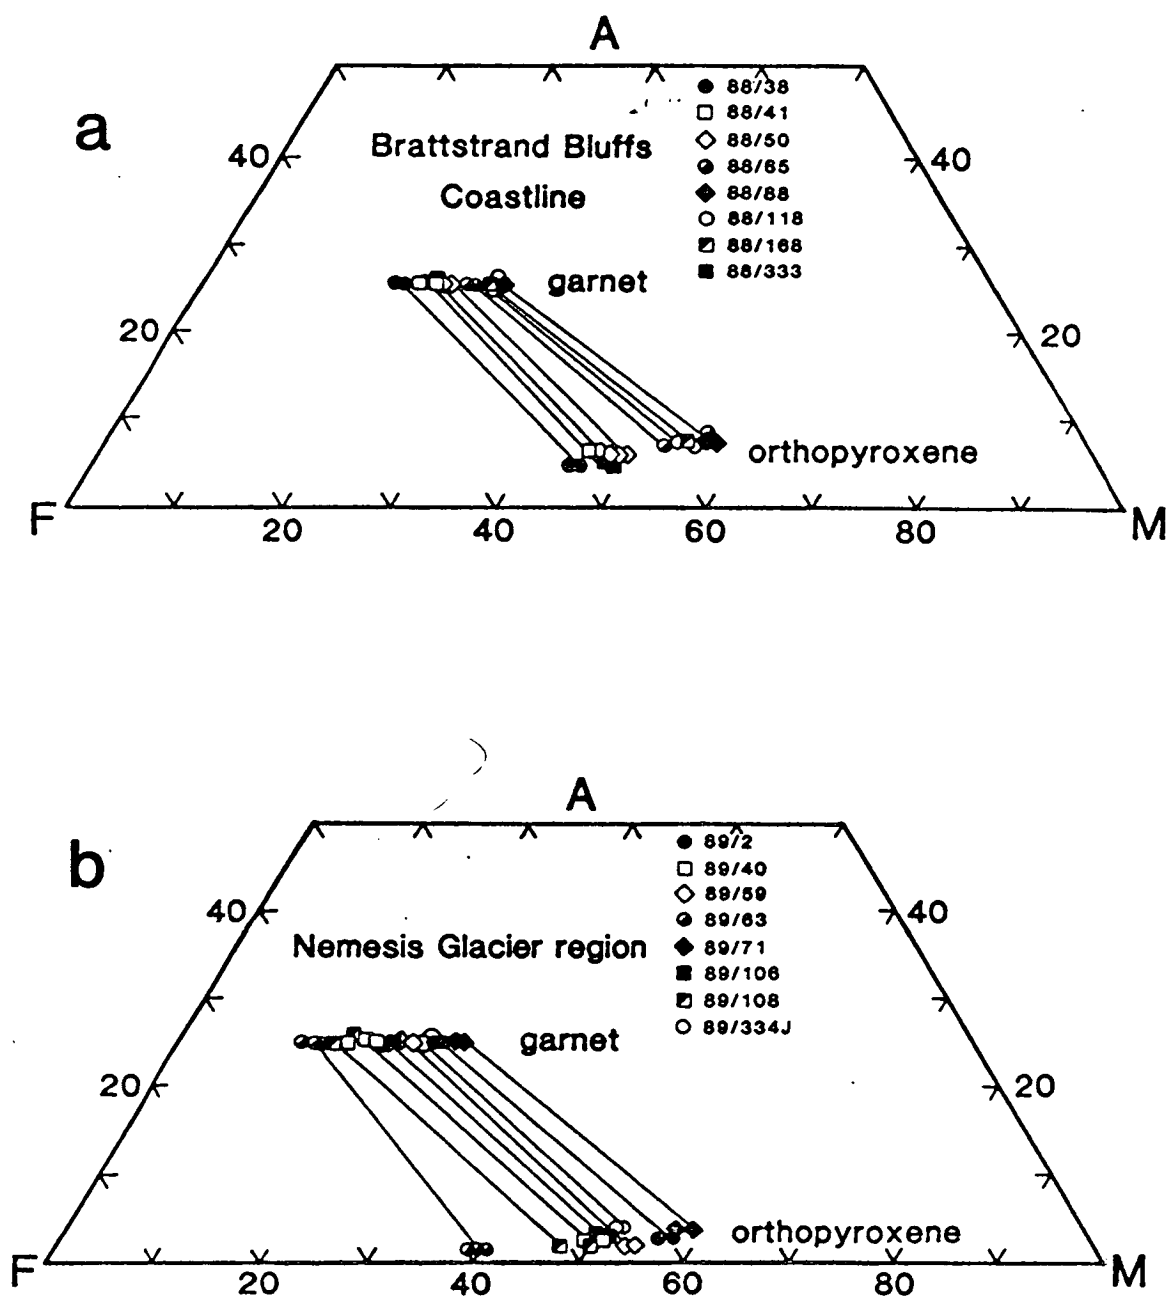 A
a
88/38
88/41
Brattstrand Bluffs
88/50
40
40
88/65
88/88
Coastline
88/118
88/168
88/333
garnet
20
20
orthopyroxene
F
M
20
40
60
80
A
b
89/2
89/40
89/59
40
40
89/63
Nemesis Glacier region
89/71
89/106
89/108
89/334J
garnet
20
20
orthopyroxene
F
M
20
40
60
80